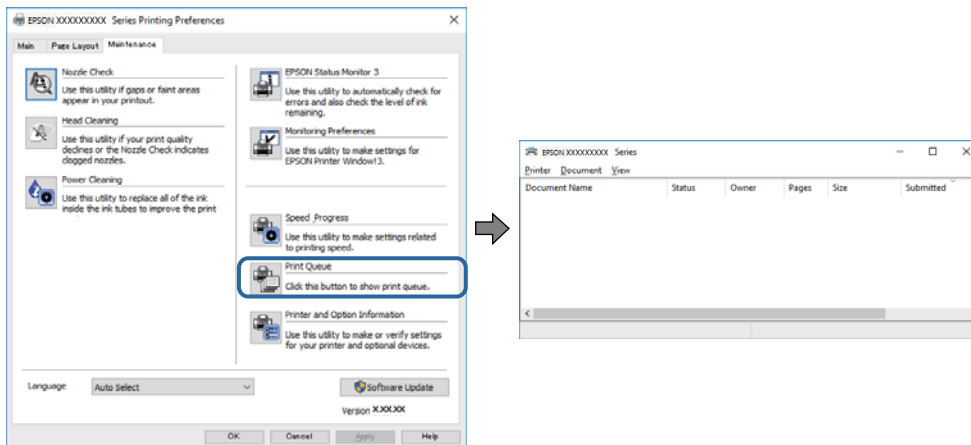 EPSON XXXXXXXXX Series Printing Preferences
Main Page Layout Maintenance
Nozzle Check
Use this utility if gaps or faint areas
appear in your printout.
Head Cleaning
Use this utility if your print quality
declines or the Nozzle Check indicates
clogged nozzles.
Power Cleaning
Use this utility to replace all of the ink
inside the ink tubes to improve the print
EPSON Status Monitor 3
Use this utility to automatically check for
errors and also check the level of ink
remaining.
Monitoring Preferences
Use this utility to make settings for
EPSON Printer Window!3.
Speed Progress
Use this utility to make settings related
to printing speed.
Print Queue
Click this button to show print queue.
Printer and Option Information
Use this utility to make or verify settings
for your printer and optional devices.
Language Auto Select
Software Update
Version X.XX.XX
OK Cancel Apply Help
EPSON XXXXXXXXX Series
Printer Document View
Document Name Status Owner Pages Size Submitted